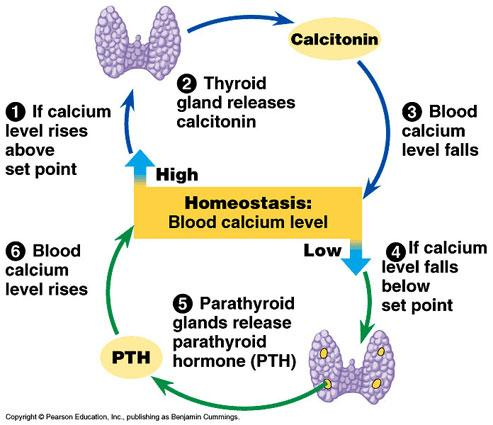 Calcitonin
❷ Thyroid
gland releases
calcitonin
❶ If calcium
level rises
above
set point
❸ Blood
calcium
level falls
High
Homeostasis:
Blood calcium level
Low
❹ If calcium
level falls
below
set point
❺ Parathyroid
glands release
parathyroid
hormone (PTH)
❻ Blood
calcium
level rises
PTH
Copyright © Pearson Education, Inc., publishing as Benjamin Cummings.